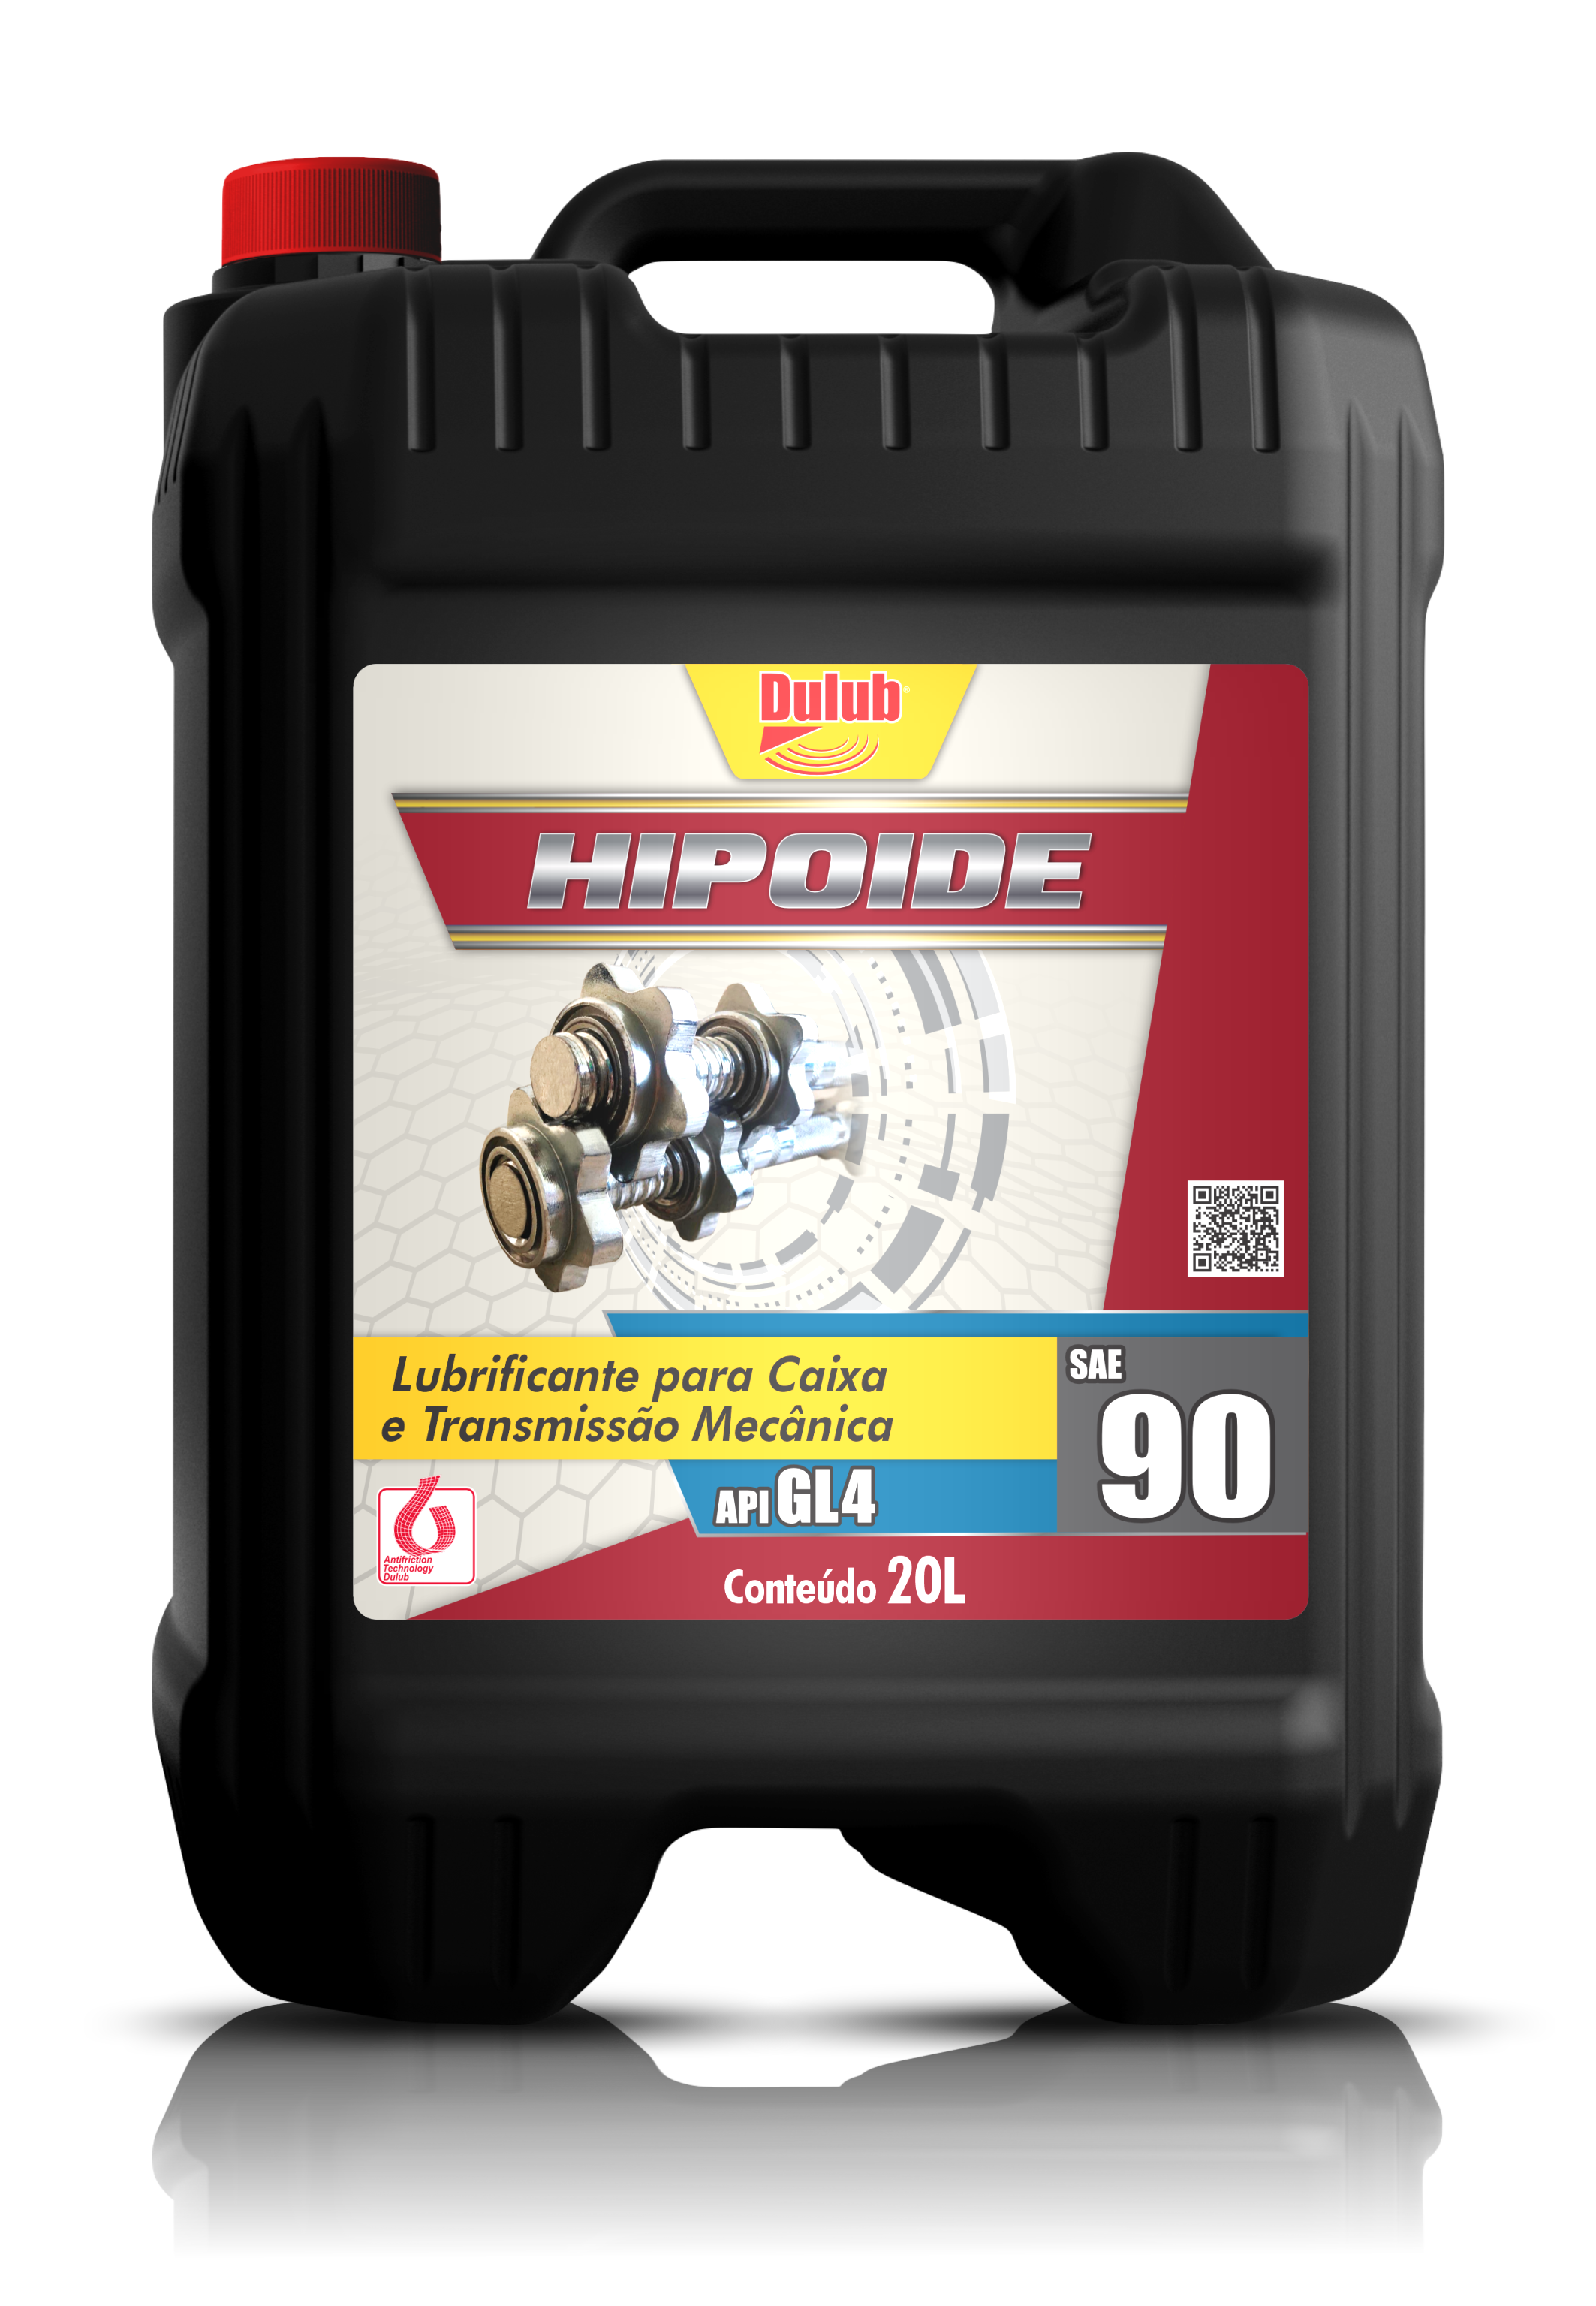 Dulub
HIPOIDE
Lubrificante para Caixa
e Transmissão Mecânica
SAE
90
API GL4
Antifriction
Technology
Dulub
Conteúdo 20L